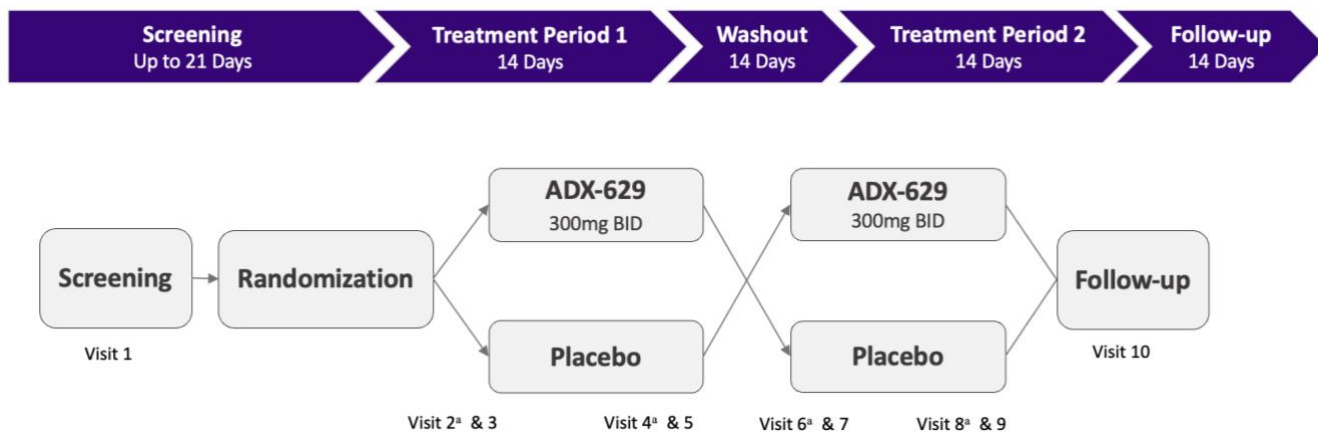 Screening
Up to 21 Days
Treatment Period 1
14 Days
Washout
14 Days
Treatment Period 2
14 Days
Follow-up
14 Days
Screening
Visit 1
Randomization
ADX-629
300mg BID
Placebo
ADX-629
300mg BID
Placebo
Follow-up
Visit 10
Visit 2ᵃ & 3
Visit 4ᵃ & 5
Visit 6ᵃ & 7
Visit 8ᵃ & 9